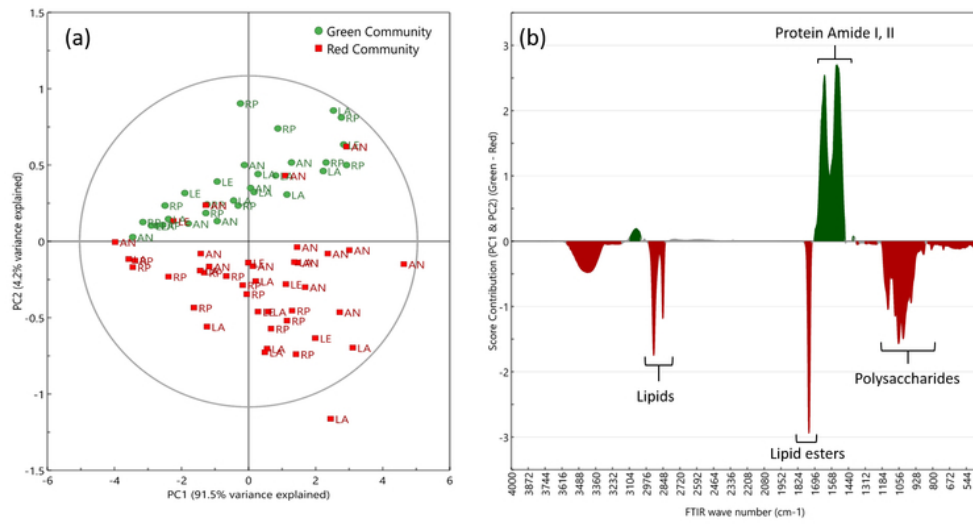 (a)
Green Community
Red Community
PC2 (4.2% variance explained)
1.5
1
0.5
0
-0.5
-1
-1.5
RP
LA
RP
RP
LE
AN
AN
AN
RP
RP
LA
LA
AN
LA
LE
LE
AN
LA
LA
RP
LA
AN
RP
RP
RP
LE
AN
AN
AN
AN
AN
AN
AN
RP
LE
AN
AN
RP
RP
RP
LA
LE
AN
RP
RP
RP
LA
LA
RP
AN
LA
RP
RP
LE
LA
LA
RP
LA
LA
-6
-4
-2
0
2
4
6
PC1 (91.5% variance explained)
(b)
Protein Amide I, II
Score Contribution (PC1 & PC2) (Green - Red)
3
2
1
0
-1
-2
-3
Lipids
Polysaccharides
Lipid esters
4000
3872
3744
3616
3488
3360
3232
3104
2976
2848
2720
2592
2464
2336
2208
2080
1952
1824
1696
1568
1440
1312
1184
1056
928
800
672
544
FTIR wave number (cm-1)